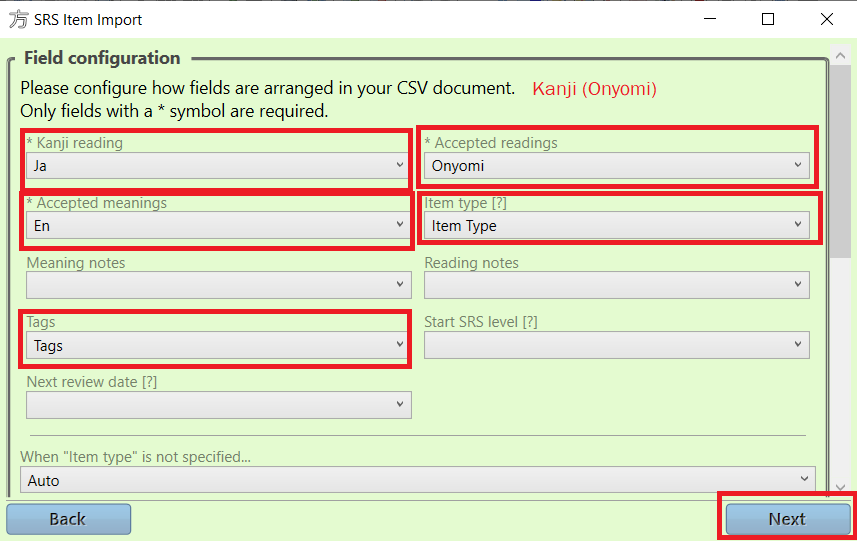 方 SRS Item Import
Field configuration
Please configure how fields are arranged in your CSV document. Kanji (Onyomi)
Only fields with a * symbol are required.
* Kanji reading
Ja
* Accepted readings
Onyomi
* Accepted meanings
En
Item type [?]
Item Type
Meaning notes
Reading notes
Tags
Tags
Start SRS level [?]
Next review date [?]
When "Item type" is not specified...
Auto
Back
Next